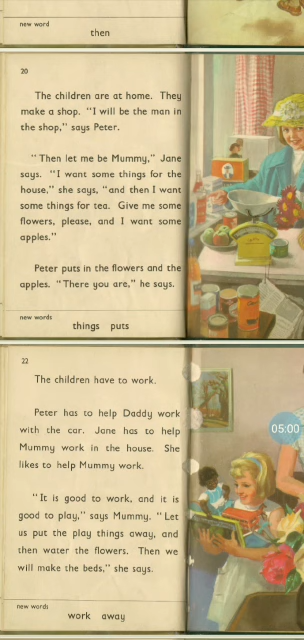 new word
then
20
The children are at home. They
make a shop. "I will be the man in
the shop," says Peter.
"Then let me be Mummy," Jane
says. "I want some things for the
house," she says, "and then I want
some things for tea. Give me some
flowers, please, and I want some
apples."
Peter puts in the flowers and the
apples. "There you are," he says.
new words
things puts
22
The children have to work.
Peter has to help Daddy work
with the car. Jane has to help
Mummy work in the house. She
likes to help Mummy work.
"It is good to work, and it is
good to play," says Mummy. "Let
us put the play things away, and
then water the flowers. Then we
will make the beds," she says.
new words
work away
05:00